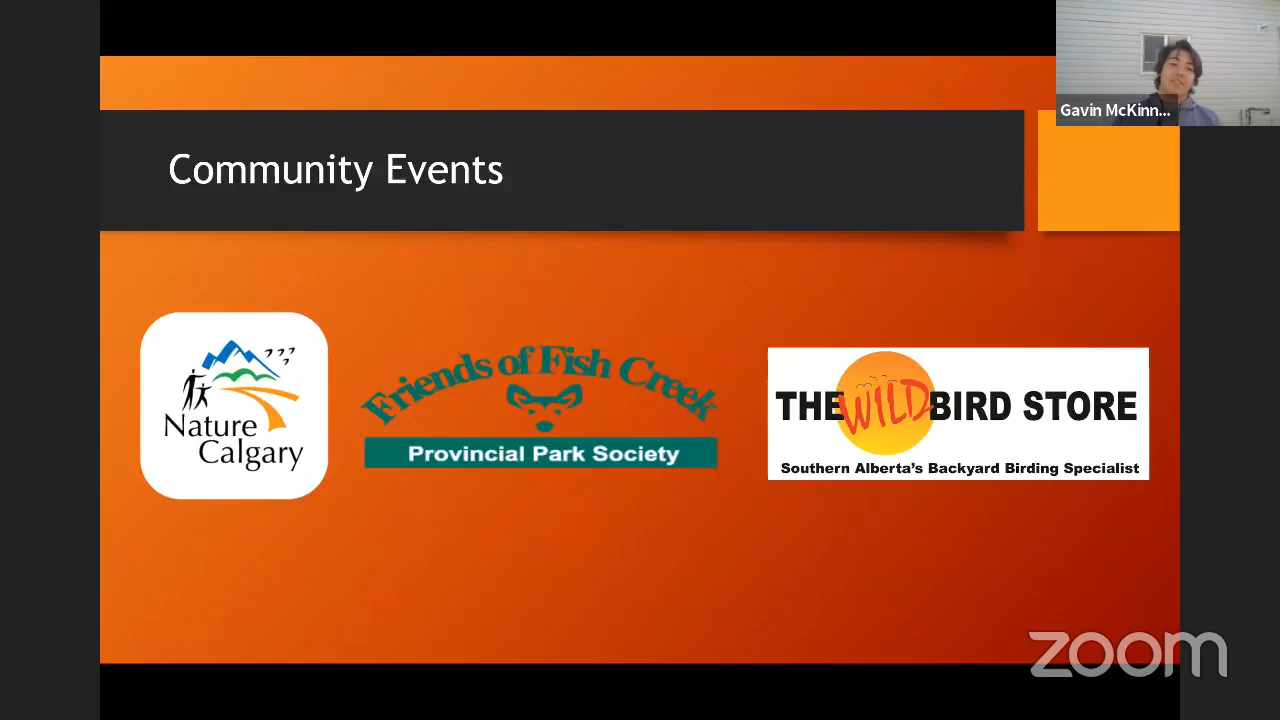 Gavin McKinn...
Community Events
Nature
Calgary
Friends of Fish Creek
Provincial Park Society
THE WILD BIRD STORE
Southern Alberta's Backyard Birding Specialist
zoom